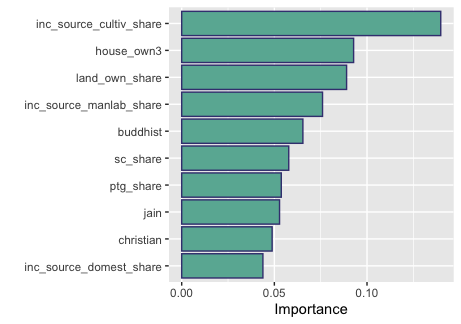 inc_source_cultiv_share
house_own3
land_own_share
inc_source_manlab_share
buddhist
sc_share
ptg_share
jain
christian
inc_source_domest_share
0.00 0.05 0.10
Importance